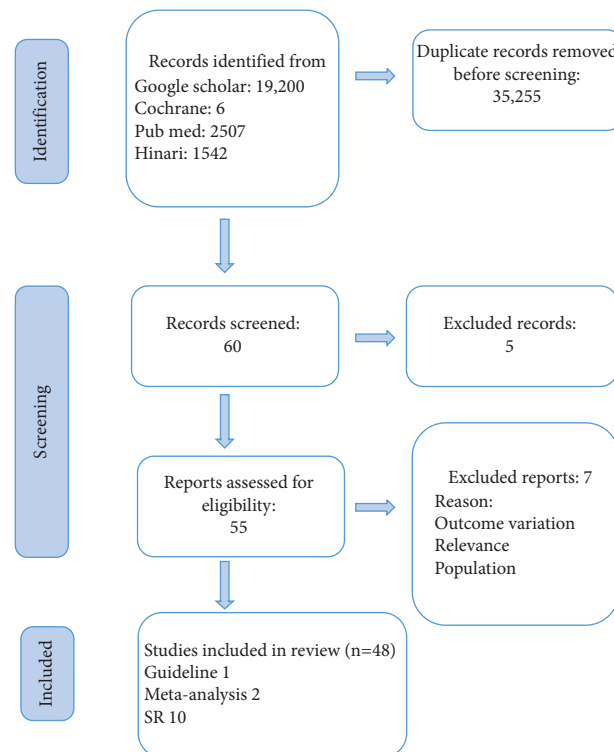 Identification
Records identified from
Google scholar: 19,200
Cochrane: 6
Pub med: 2507
Hinari: 1542
Duplicate records removed
before screening:
35,255
Screening
Records screened:
60
Excluded records:
5
Reports assessed for
eligibility:
55
Excluded reports: 7
Reason:
Outcome variation
Relevance
Population
Included
Studies included in review (n=48)
Guideline 1
Meta-analysis 2
SR 10